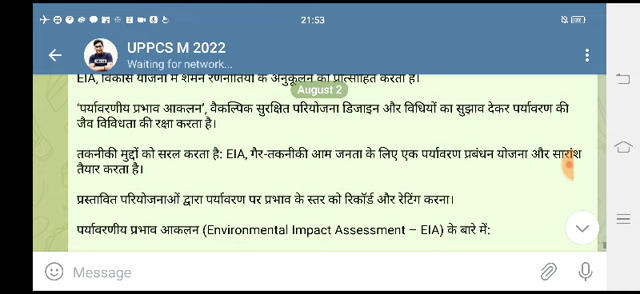 21:53
UPPCS M 2022
Waiting for network...
EIA, विकास योजना में शमन रणनीतियों के अनुकूलन को प्रोत्साहित करता है।
August 2
‘पर्यावरणीय प्रभाव आकलन’, वैकल्पिक सुरक्षित परियोजना डिजाइन और विधियों का सुझाव देकर पर्यावरण की
जैव विविधता की रक्षा करता है।
तकनीकी मुद्दों को सरल करता है: EIA, गैर-तकनीकी आम जनता के लिए एक पर्यावरण प्रबंधन योजना और सारांश
तैयार करता है।
प्रस्तावित परियोजनाओं द्वारा पर्यावरण पर प्रभाव के स्तर को रिकॉर्ड और रेटिंग करना।
पर्यावरणीय प्रभाव आकलन (Environmental Impact Assessment – EIA) के बारे में:
Message